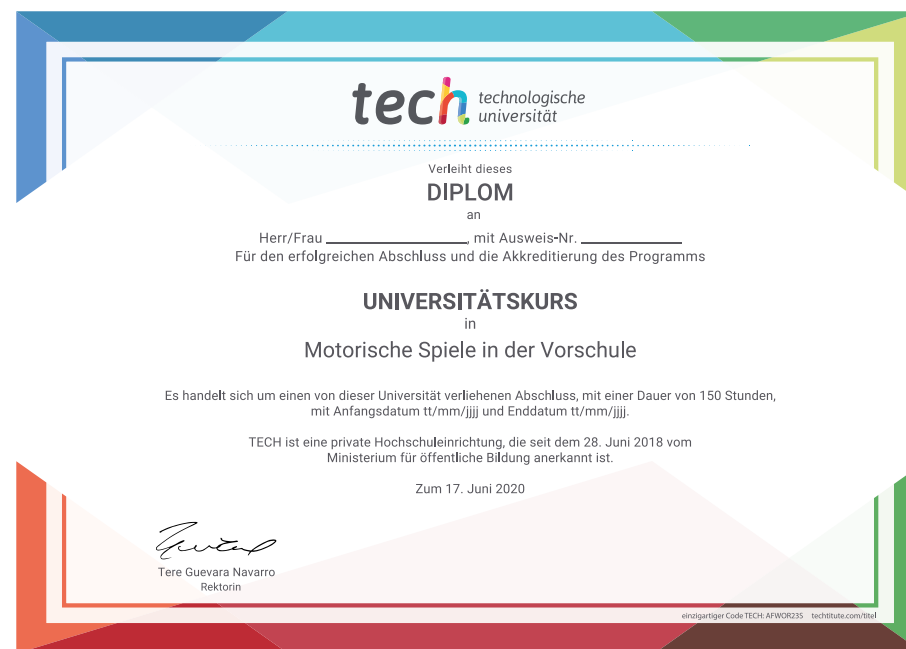 tech technologische
universität
Verleiht dieses
DIPLOM
an
Herr/Frau ____________, mit Ausweis-Nr. ____________
Für den erfolgreichen Abschluss und die Akkreditierung des Programms
UNIVERSITÄTSKURS
in
Motorische Spiele in der Vorschule
Es handelt sich um einen von dieser Universität verliehenen Abschluss, mit einer Dauer von 150 Stunden,
mit Anfangsdatum tt/mm/jjjj und Enddatum tt/mm/jjjj.
TECH ist eine private Hochschuleinrichtung, die seit dem 28. Juni 2018 vom
Ministerium für öffentliche Bildung anerkannt ist.
Zum 17. Juni 2020
Tere Guevara Navarro
Rektorin
einzigartiger Code TECH: AFWOR235 techtitute.com/titel